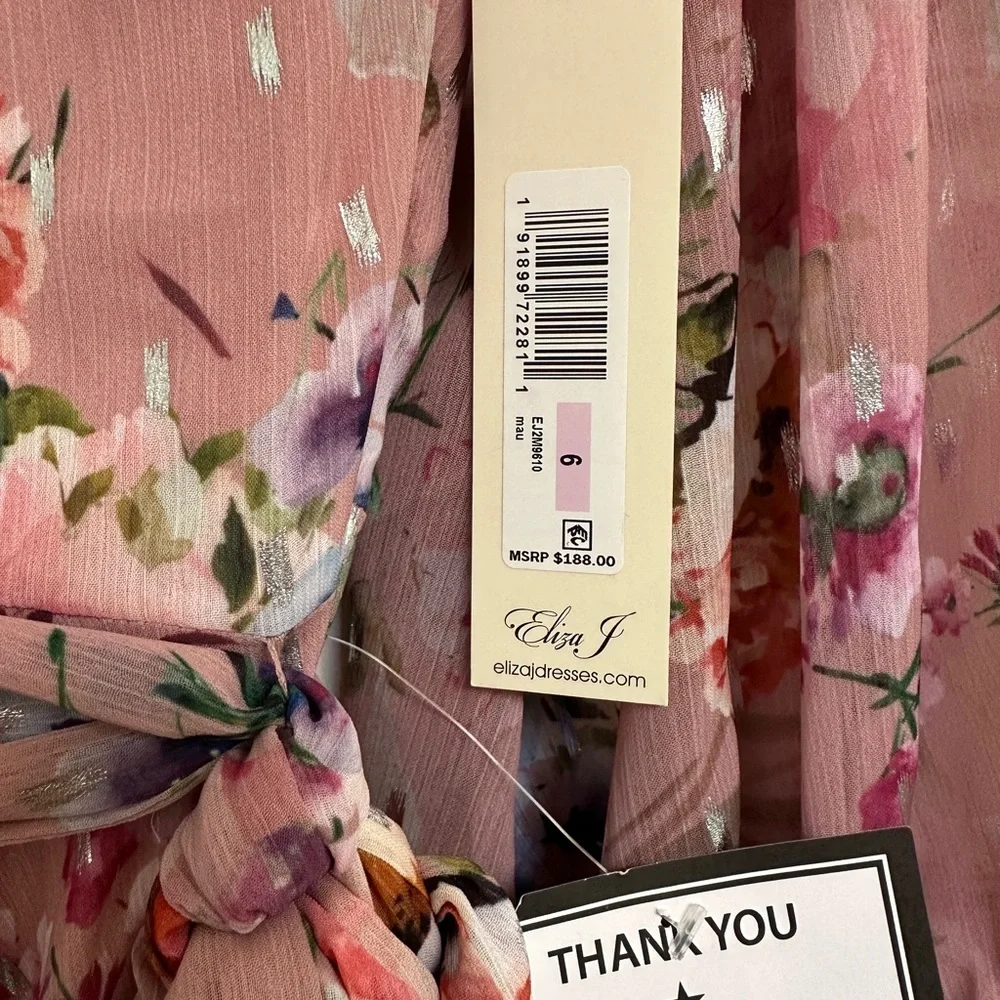 1 91899 72281 1
EJ2M9610
mau
6
MSRP $188.00
Eliza J
elizajdresses.com
THANK YOU